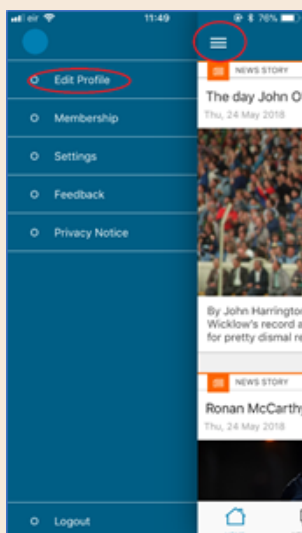 eir 11:49 76%
Edit Profile
Membership
Settings
Feedback
Privacy Notice
Logout
NEWS STORY
The day John O
Thu, 24 May 2018
By John Harrington
Wicklow's record a
for pretty dismal re
NEWS STORY
Ronan McCarthy
Thu, 24 May 2018